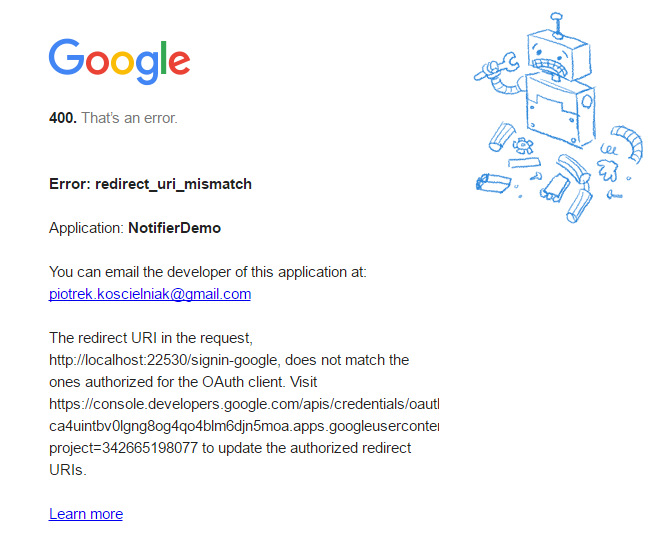 Google
400. That's an error.
Error: redirect_uri_mismatch
Application: NotifierDemo
You can email the developer of this application at:
piotrek.koscielniak@gmail.com
The redirect URI in the request,
http://localhost:22530/signin-google, does not match the
ones authorized for the OAuth client. Visit
https://console.developers.google.com/apis/credentials/oautl
ca4uintbv0lgng8og4qo4blm6djn5moa.apps.googleuserconter
project=342665198077 to update the authorized redirect
URIs.
Learn more